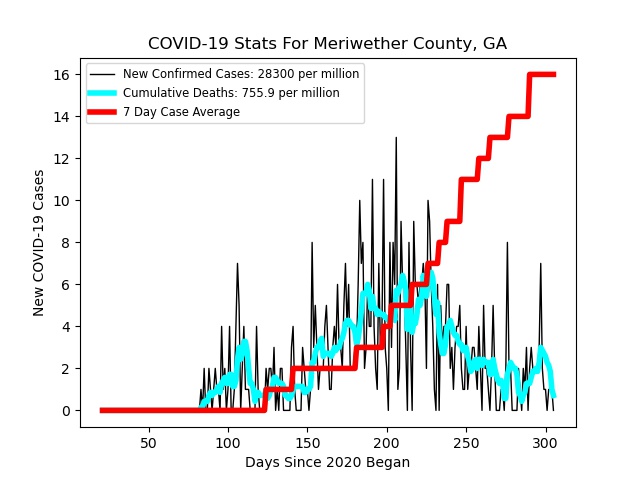 COVID-19 Stats For Meriwether County, GA
New Confirmed Cases: 28300 per million
Cumulative Deaths: 755.9 per million
7 Day Case Average
New COVID-19 Cases
16
14
12
10
8
6
4
2
0
50 100 150 200 250 300
Days Since 2020 Began